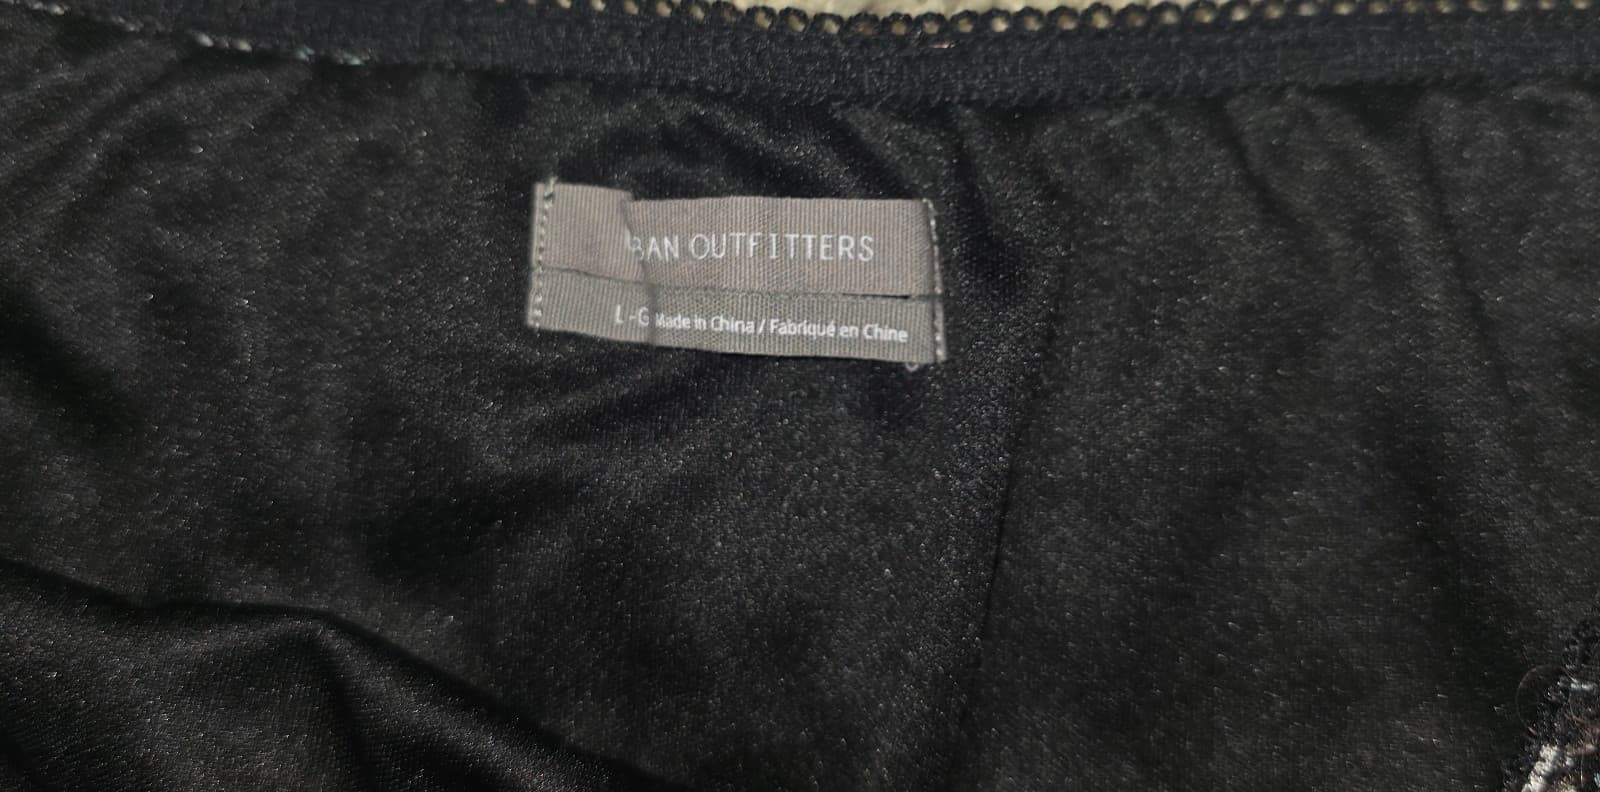 BAN OUTFITTERS
L-G Made in China / Fabriqué en Chine